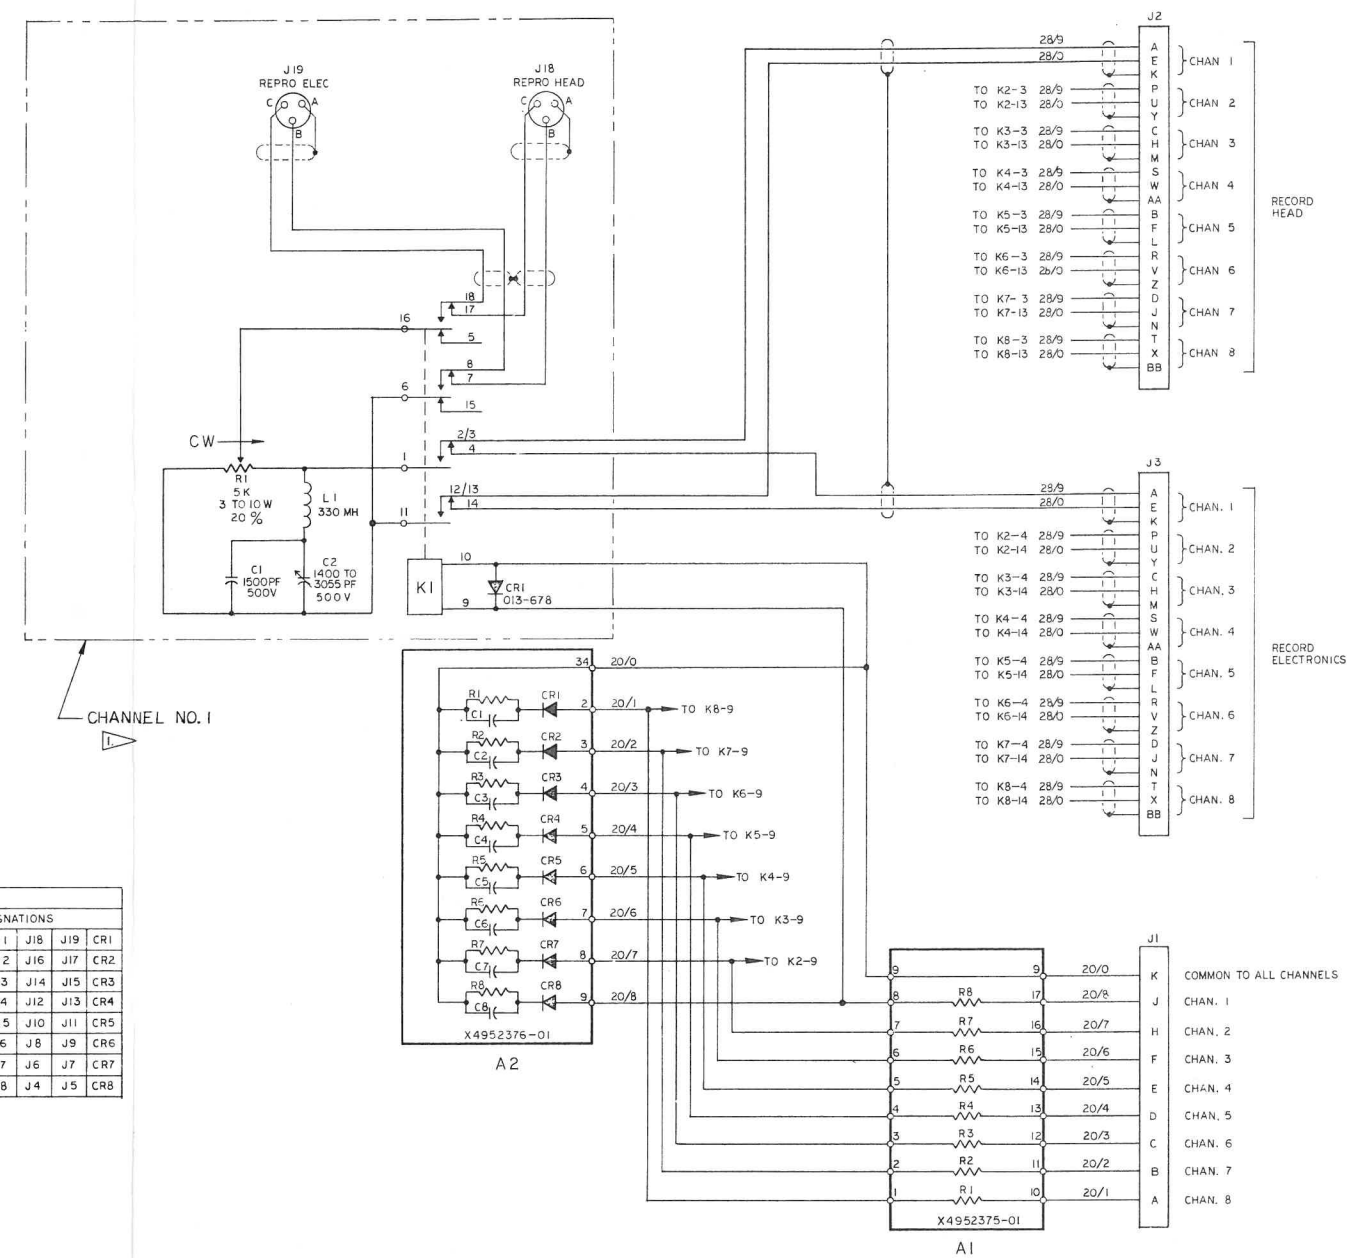 J19
REPRO ELEC
C A
B
J18
REPRO HEAD
C A
B
18
17
16
5
8
7
6
15
CW
2/3
4
1
R1
5K
3 TO 10 W
20 %
L1
330 MH
12/13
14
11
C1
1500PF
500V
C2
1400 TO
3055 PF
500 V
10
K1
CR1
013-678
9
CHANNEL NO. 1
1.
J2
28/9 A
28/0 E
K
CHAN 1
TO K2-3 28/9 P
TO K2-13 28/0 U
Y
CHAN 2
TO K3-3 28/9 C
TO K3-13 28/0 H
M
CHAN 3
TO K4-3 28/9 S
TO K4-13 28/0 W
AA
CHAN 4
TO K5-3 28/9 B
TO K5-13 28/0 F
L
CHAN 5
TO K6-3 28/9 R
TO K6-13 2b/0 V
Z
CHAN 6
TO K7-3 28/9 D
TO K7-13 28/0 J
N
CHAN 7
TO K8-3 28/9 T
TO K8-13 28/0 X
BB
CHAN 8
RECORD
HEAD
J3
28/9 A
28/0 E
K
CHAN. 1
TO K2-4 28/9 P
TO K2-14 28/0 U
Y
CHAN. 2
TO K3-4 28/9 C
TO K3-14 28/0 H
M
CHAN. 3
TO K4-4 28/9 S
TO K4-14 28/0 W
AA
CHAN. 4
TO K5-4 28/9 B
TO K5-14 28/0 F
L
CHAN. 5
TO K6-4 28/9 R
TO K6-14 28/0 V
Z
CHAN. 6
TO K7-4 28/9 D
TO K7-14 28/0 J
N
CHAN. 7
TO K8-4 28/9 T
TO K8-14 28/0 X
BB
CHAN. 8
RECORD
ELECTRONICS
34 20/0
R1 C1 CR1 2 20/1 TO K8-9
R2 C2 CR2 3 20/2 TO K7-9
R3 C3 CR3 4 20/3 TO K6-9
R4 C4 CR4 5 20/4 TO K5-9
R5 C5 CR5 6 20/5 TO K4-9
R6 C6 CR6 7 20/6 TO K3-9
R7 C7 CR7 8 20/7 TO K2-9
R8 C8 CR8 9 20/8
X4952376-01
A2
GNATIONS
1 J18 J19 CR1
2 J16 J17 CR2
3 J14 J15 CR3
4 J12 J13 CR4
5 J10 J11 CR5
6 J8 J9 CR6
7 J6 J7 CR7
8 J4 J5 CR8
J1
9 9 20/0 K COMMON TO ALL CHANNELS
8 R8 17 20/8 J CHAN. 1
7 R7 16 20/7 H CHAN. 2
6 R6 15 20/6 F CHAN. 3
5 R5 14 20/5 E CHAN. 4
4 R4 13 20/4 D CHAN. 5
3 R3 12 20/3 C CHAN. 6
2 R2 11 20/2 B CHAN. 7
1 R1 10 20/1 A CHAN. 8
X4952375-01
A1